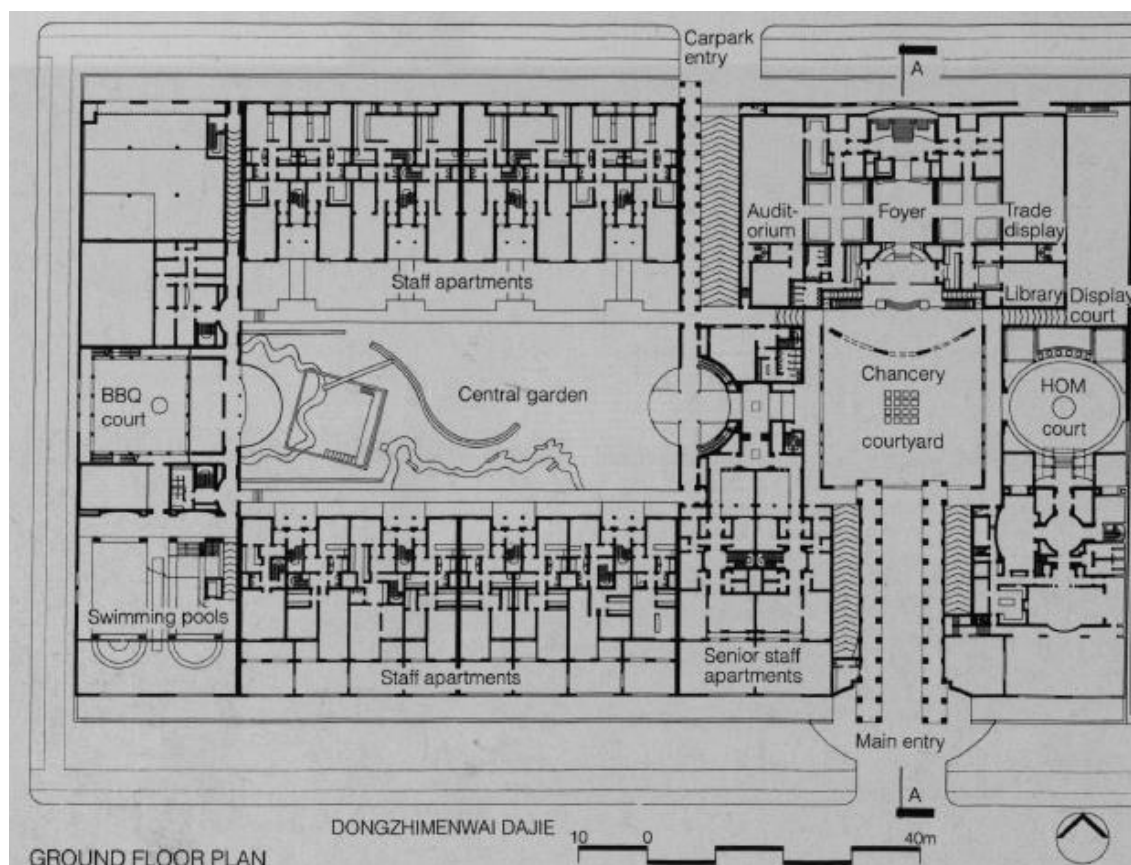 Carpark
entry
A
Audit-
orium
Foyer
Trade
display
Staff apartments
Library
Display
court
BBQ
court
Central garden
Chancery
courtyard
HOM
court
Swimming pools
Staff apartments
Senior staff
apartments
Main entry
A
DONGZHIMENWAI DAJIE
10 0 40m
GROUND FLOOR PLAN